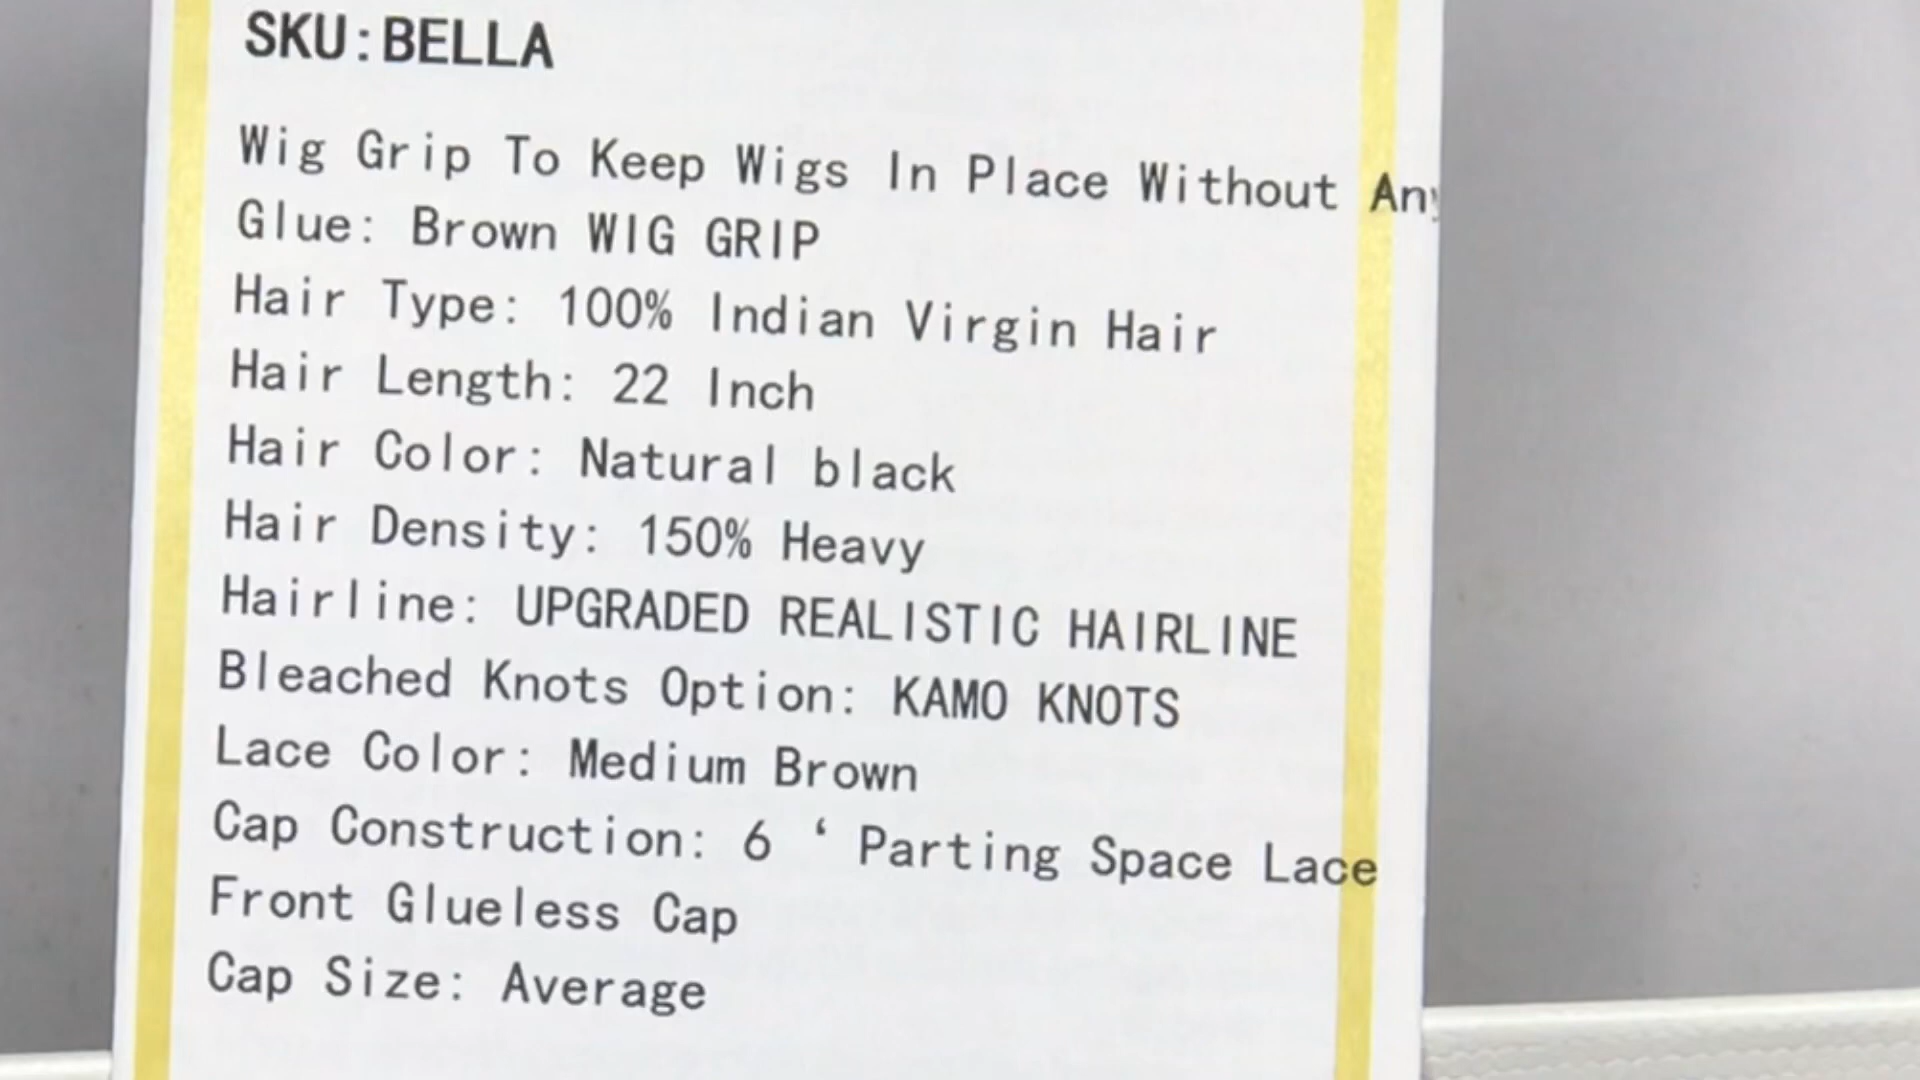 SKU:BELLA
Wig Grip To Keep Wigs In Place Without Any
Glue: Brown WIG GRIP
Hair Type: 100% Indian Virgin Hair
Hair Length: 22 Inch
Hair Color: Natural black
Hair Density: 150% Heavy
Hairline: UPGRADED REALISTIC HAIRLINE
Bleached Knots Option: KAMO KNOTS
Lace Color: Medium Brown
Cap Construction: 6 ‘ Parting Space Lace
Front Glueless Cap
Cap Size: Average